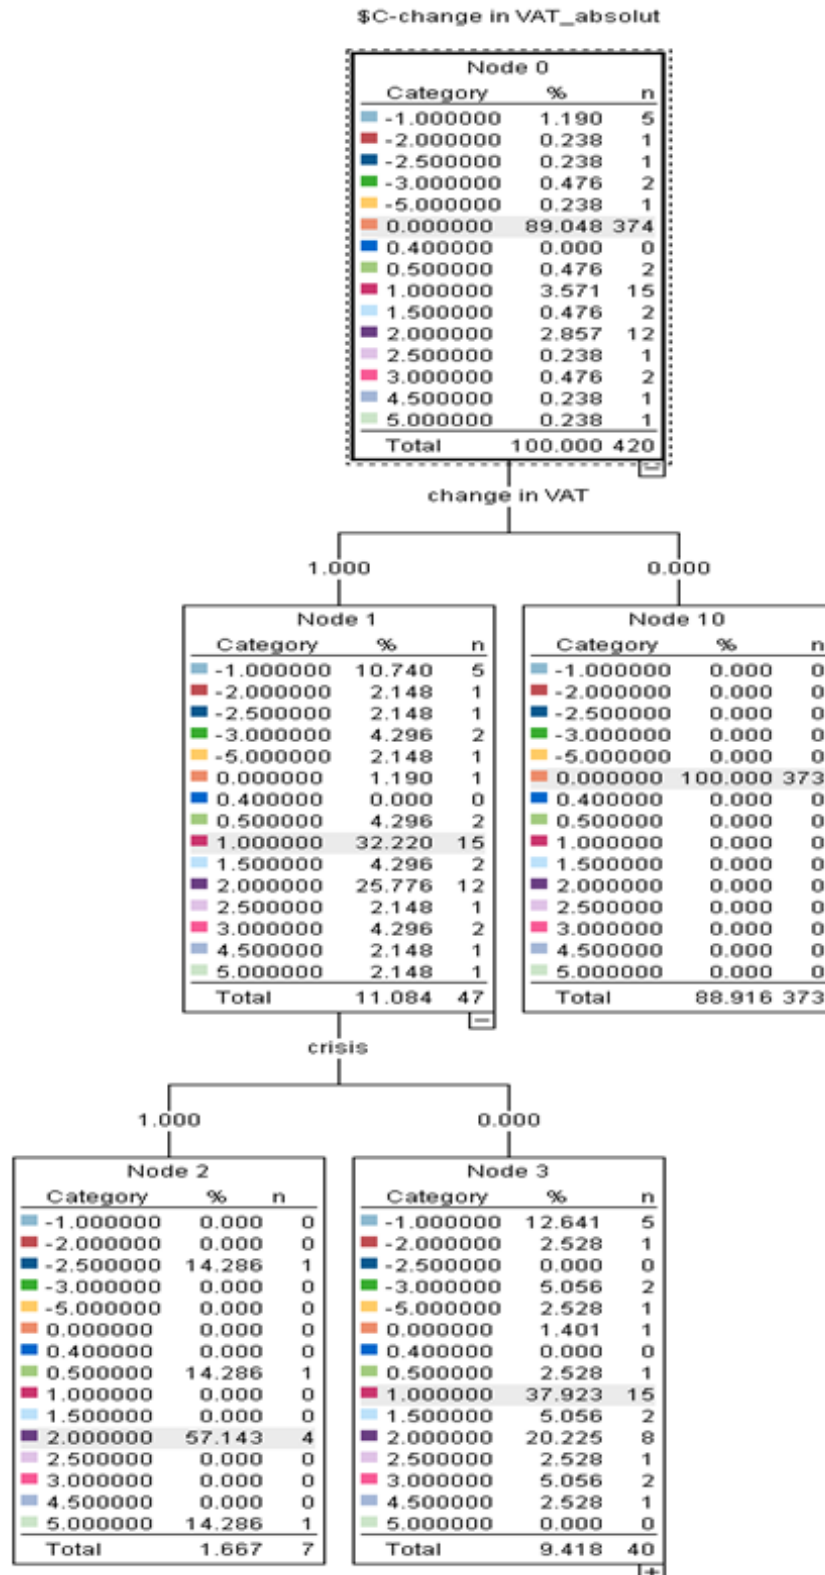 $C-change in VAT_absolut
Node 0
Category % n
-1.000000 1.190 5
-2.000000 0.238 1
-2.500000 0.238 1
-3.000000 0.476 2
-5.000000 0.238 1
0.000000 89.048 374
0.400000 0.000 0
0.500000 0.476 2
1.000000 3.571 15
1.500000 0.476 2
2.000000 2.857 12
2.500000 0.238 1
3.000000 0.476 2
4.500000 0.238 1
5.000000 0.238 1
Total 100.000 420
change in VAT
1.000
0.000
Node 1
Category % n
-1.000000 10.740 5
-2.000000 2.148 1
-2.500000 2.148 1
-3.000000 4.296 2
-5.000000 2.148 1
0.000000 1.190 1
0.400000 0.000 0
0.500000 4.296 2
1.000000 32.220 15
1.500000 4.296 2
2.000000 25.776 12
2.500000 2.148 1
3.000000 4.296 2
4.500000 2.148 1
5.000000 2.148 1
Total 11.084 47
Node 10
Category % n
-1.000000 0.000 0
-2.000000 0.000 0
-2.500000 0.000 0
-3.000000 0.000 0
-5.000000 0.000 0
0.000000 100.000 373
0.400000 0.000 0
0.500000 0.000 0
1.000000 0.000 0
1.500000 0.000 0
2.000000 0.000 0
2.500000 0.000 0
3.000000 0.000 0
4.500000 0.000 0
5.000000 0.000 0
Total 88.916 373
crisis
1.000
0.000
Node 2
Category % n
-1.000000 0.000 0
-2.000000 0.000 0
-2.500000 14.286 1
-3.000000 0.000 0
-5.000000 0.000 0
0.000000 0.000 0
0.400000 0.000 0
0.500000 14.286 1
1.000000 0.000 0
1.500000 0.000 0
2.000000 57.143 4
2.500000 0.000 0
3.000000 0.000 0
4.500000 0.000 0
5.000000 14.286 1
Total 1.667 7
Node 3
Category % n
-1.000000 12.641 5
-2.000000 2.528 1
-2.500000 0.000 0
-3.000000 5.056 2
-5.000000 2.528 1
0.000000 1.401 1
0.400000 0.000 0
0.500000 2.528 1
1.000000 37.923 15
1.500000 5.056 2
2.000000 20.225 8
2.500000 2.528 1
3.000000 5.056 2
4.500000 2.528 1
5.000000 0.000 0
Total 9.418 40